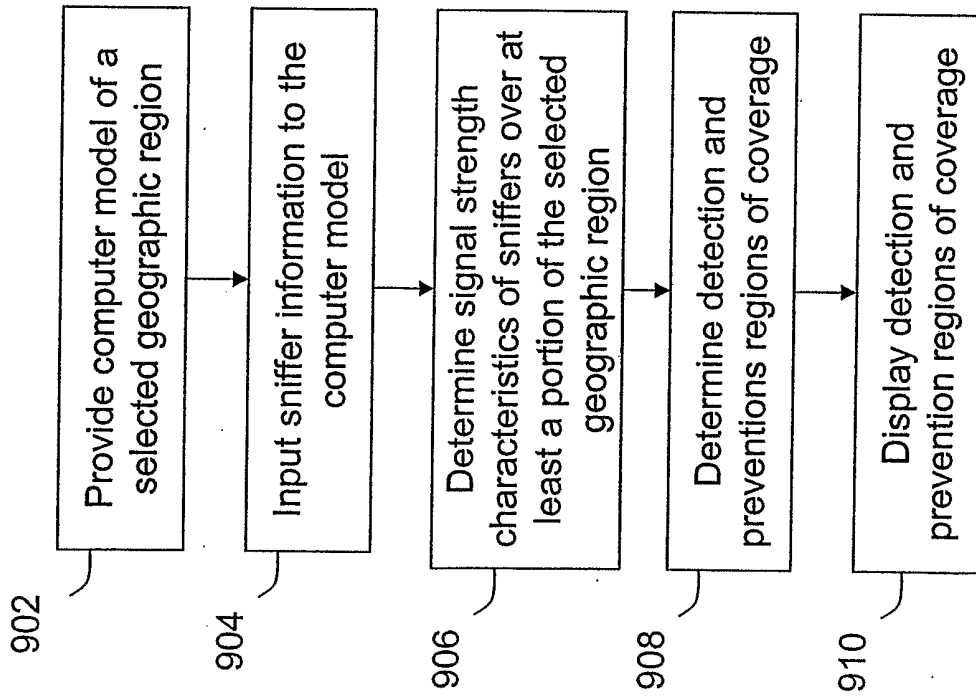 902
Provide computer model of a
selected geographic region
904
Input sniffer information to the
computer model
906
Determine signal strength
characteristics of sniffers over at
least a portion of the selected
geographic region
908
Determine detection and
preventions regions of coverage
910
Display detection and
prevention regions of coverage